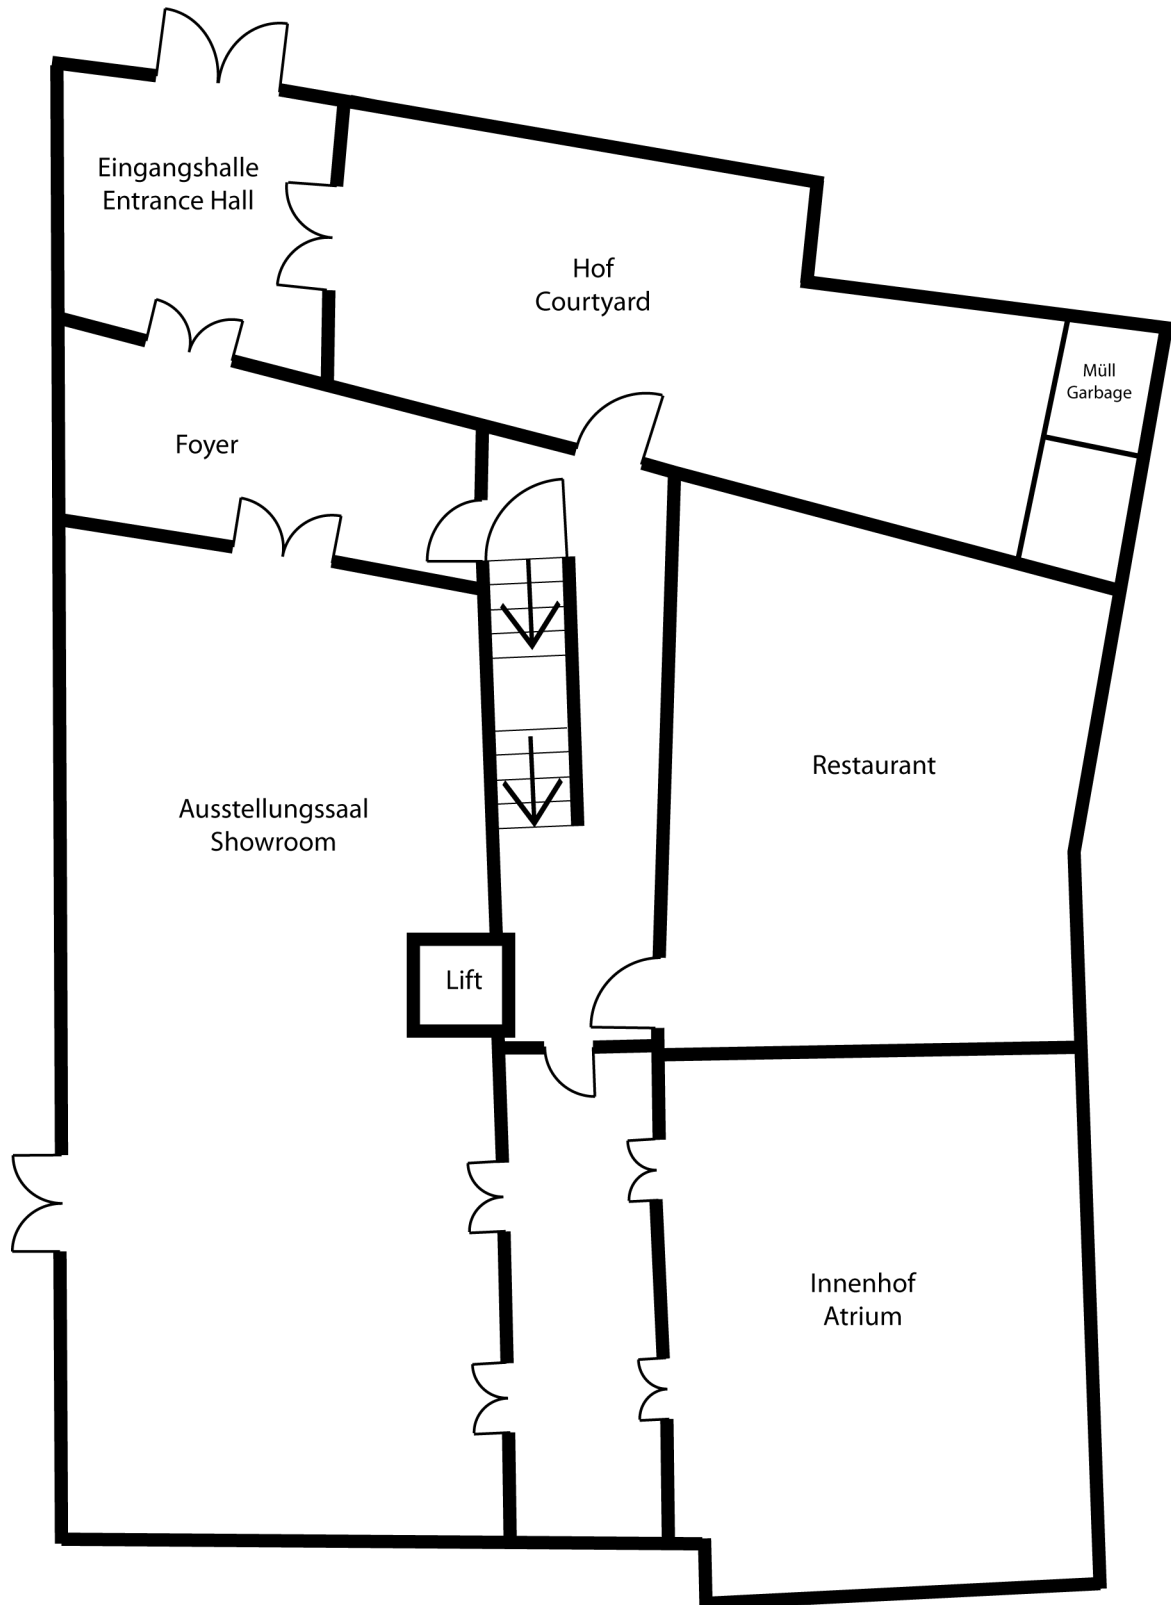 Eingangshalle
Entrance Hall
Hof
Courtyard
Müll
Garbage
Foyer
Restaurant
Ausstellungssaal
Showroom
Lift
Innenhof
Atrium